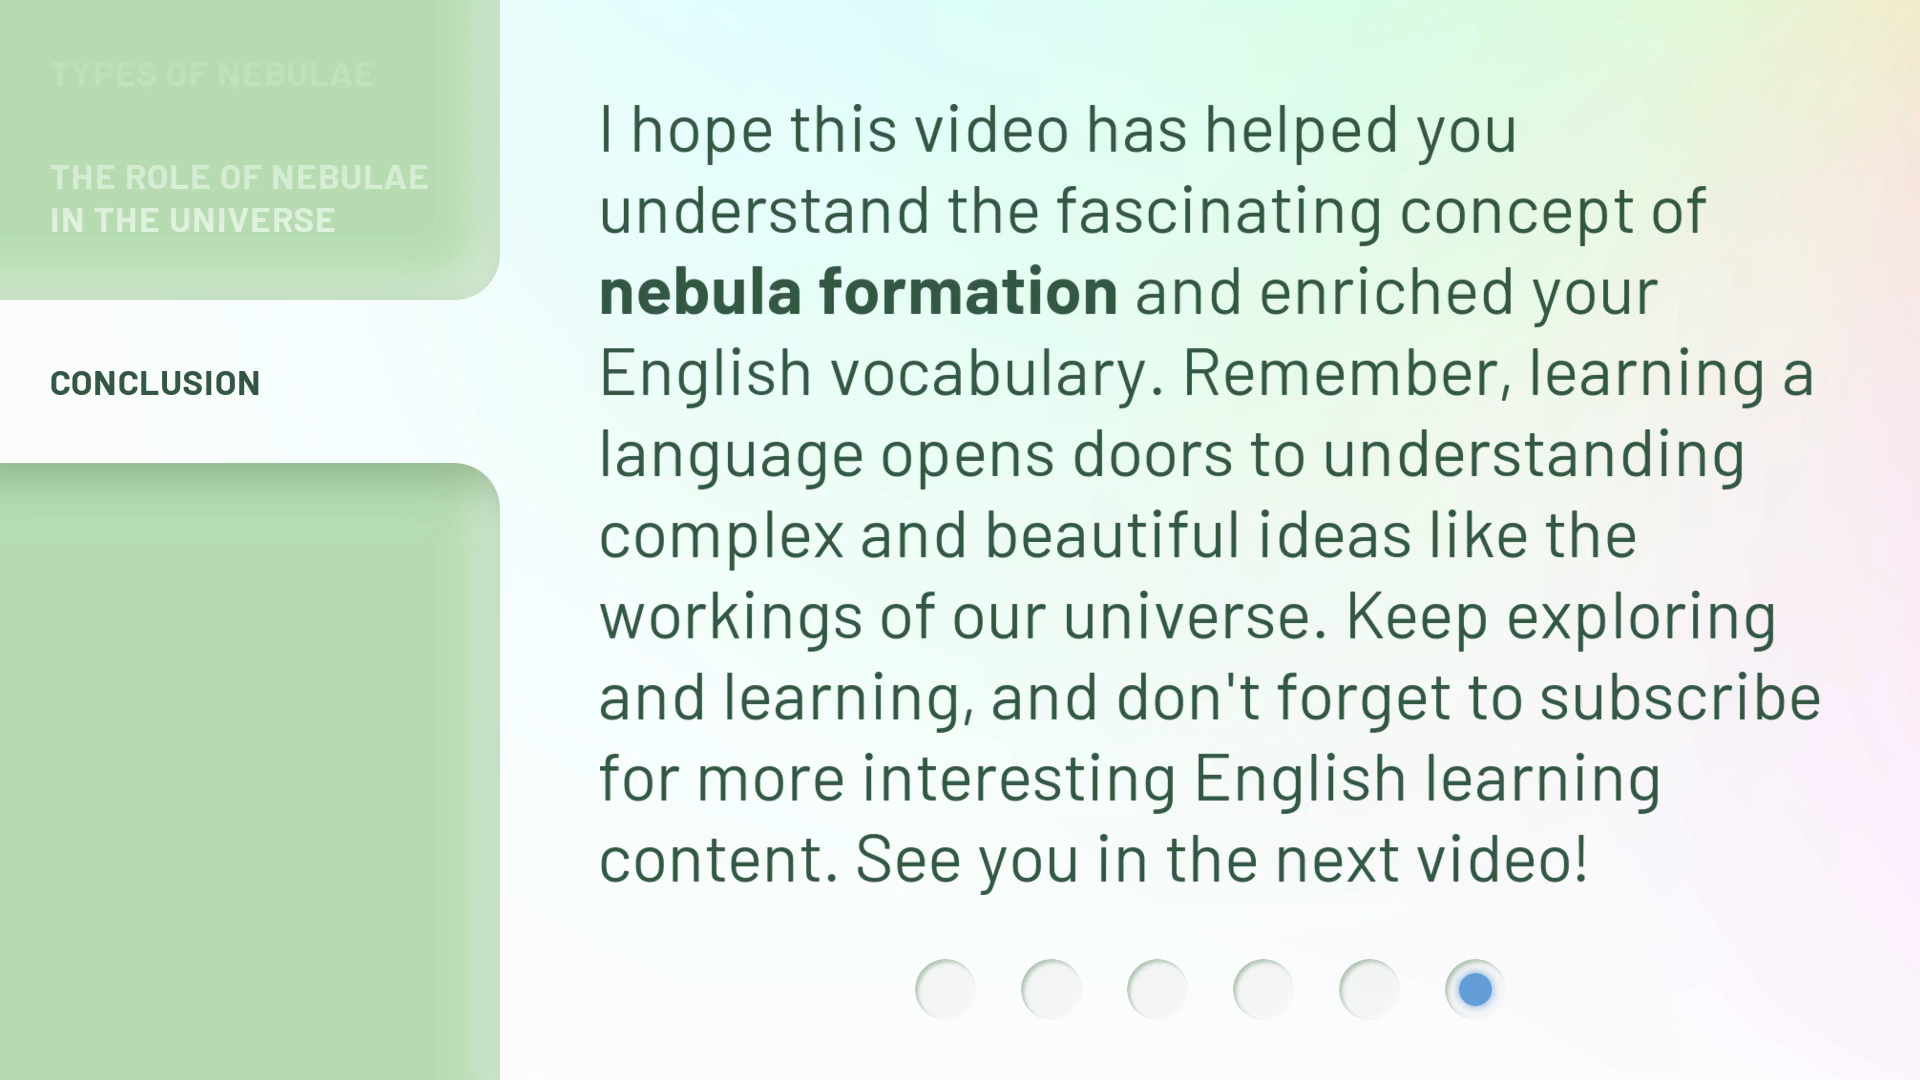 TYPES OF NEBULAE
THE ROLE OF NEBULAE
IN THE UNIVERSE
CONCLUSION
I hope this video has helped you
understand the fascinating concept of
nebula formation and enriched your
English vocabulary. Remember, learning a
language opens doors to understanding
complex and beautiful ideas like the
workings of our universe. Keep exploring
and learning, and don't forget to subscribe
for more interesting English learning
content. See you in the next video!